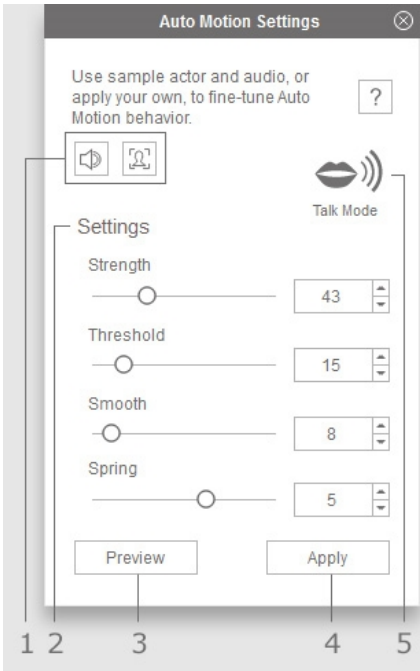 Auto Motion Settings
Use sample actor and audio, or
apply your own, to fine-tune Auto
Motion behavior.
?
Talk Mode
Settings
Strength
43
Threshold
15
Smooth
8
Spring
5
Preview
Apply
1 2 3 4 5